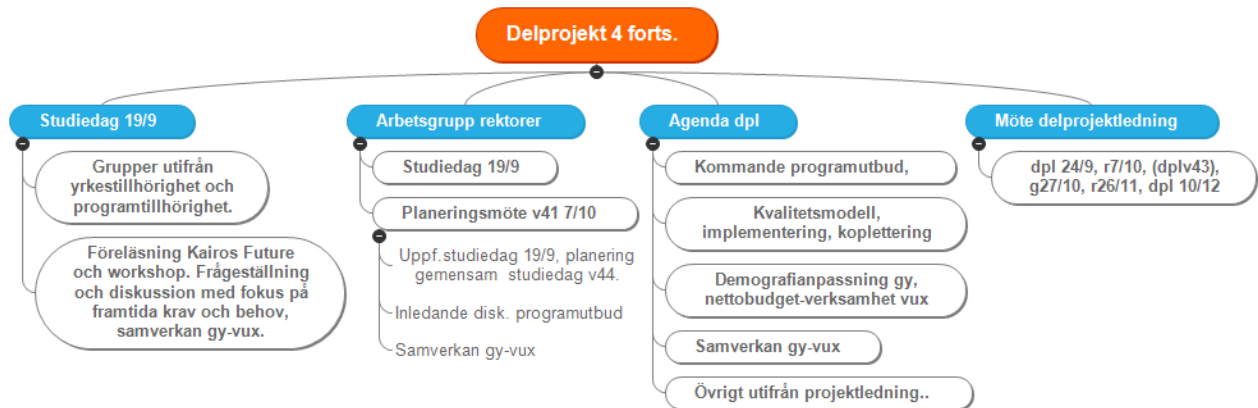 Delprojekt 4 forts.
Studiedag 19/9
Grupper utifrån
yrkestillhörighet och
programtillhörighet.
Föreläsning Kairos Future
och workshop. Frågeställning
och diskussion med fokus på
framtida krav och behov,
samverkan gy-vux.
Arbetsgrupp rektorer
Studiedag 19/9
Planeringsmöte v41 7/10
Uppf.studiedag 19/9, planering
gemensam studiedag v44.
Inledande disk. programutbud
Samverkan gy-vux
Agenda dpl
Kommande programutbud,
Kvalitetsmodell,
implementering, koplettering
Demografianpassning gy,
nettobudget-verksamhet vux
Samverkan gy-vux
Övrigt utifrån projektledning..
Möte delprojektledning
dpl 24/9, r7/10, (dplv43),
g27/10, r26/11, dpl 10/12